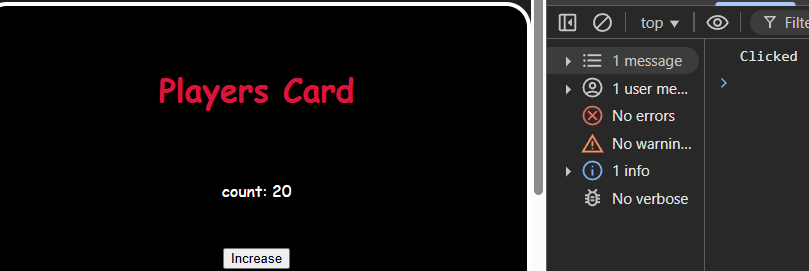 Players Card
count: 20
Increase
top
Filte
1 message
1 user me...
No errors
No warnin...
1 info
No verbose
Clicked